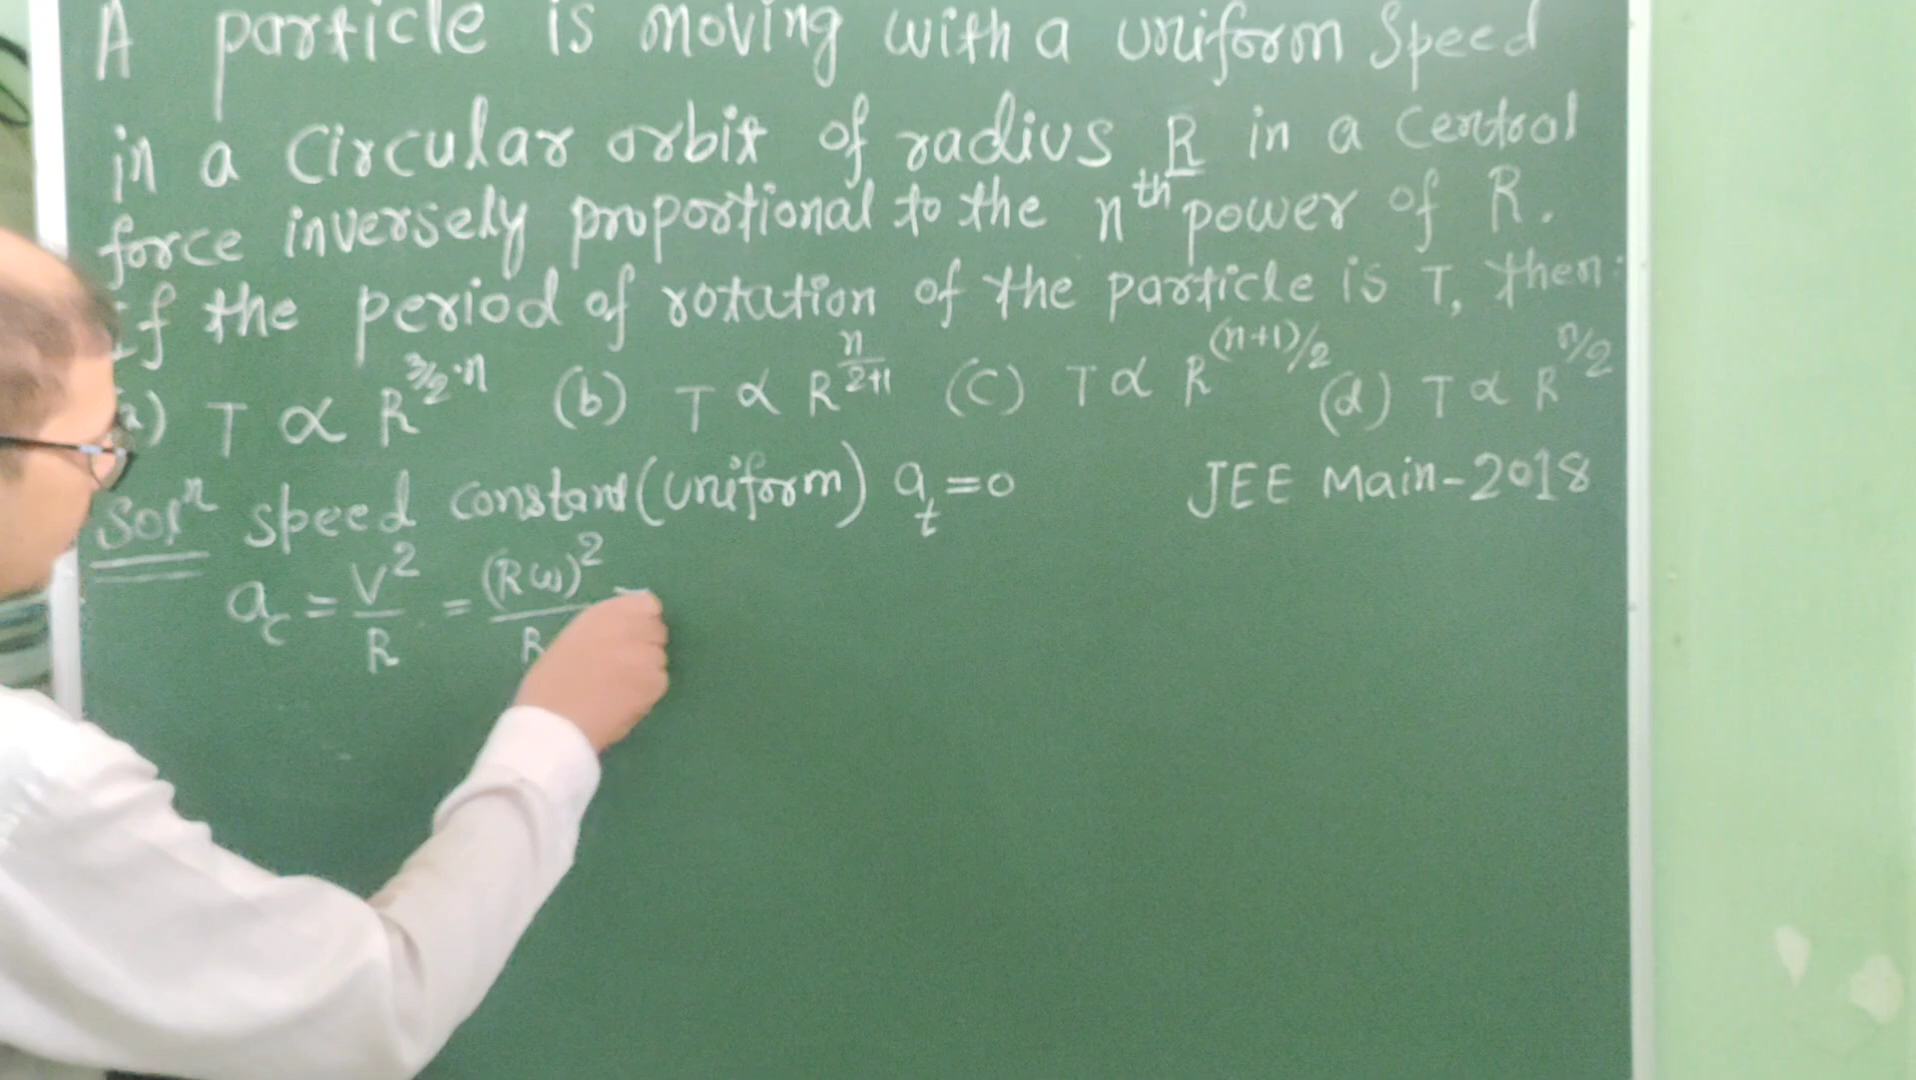 A particle is moving with a uniform Speed
in a Circular orbit of radius R in a Central
force inversely proportional to the nᵗʰ power of R.
If the period of rotation of the particle is T, then:
a) T ∝ R^3/2·n (b) T ∝ R^n/2+1 (C) T ∝ R^(n+1)/2 (d) T ∝ R^n/2
Solⁿ speed constant (uniform) a_t = 0 JEE Main-2018
a_c = V²/R = (Rω)²/R =